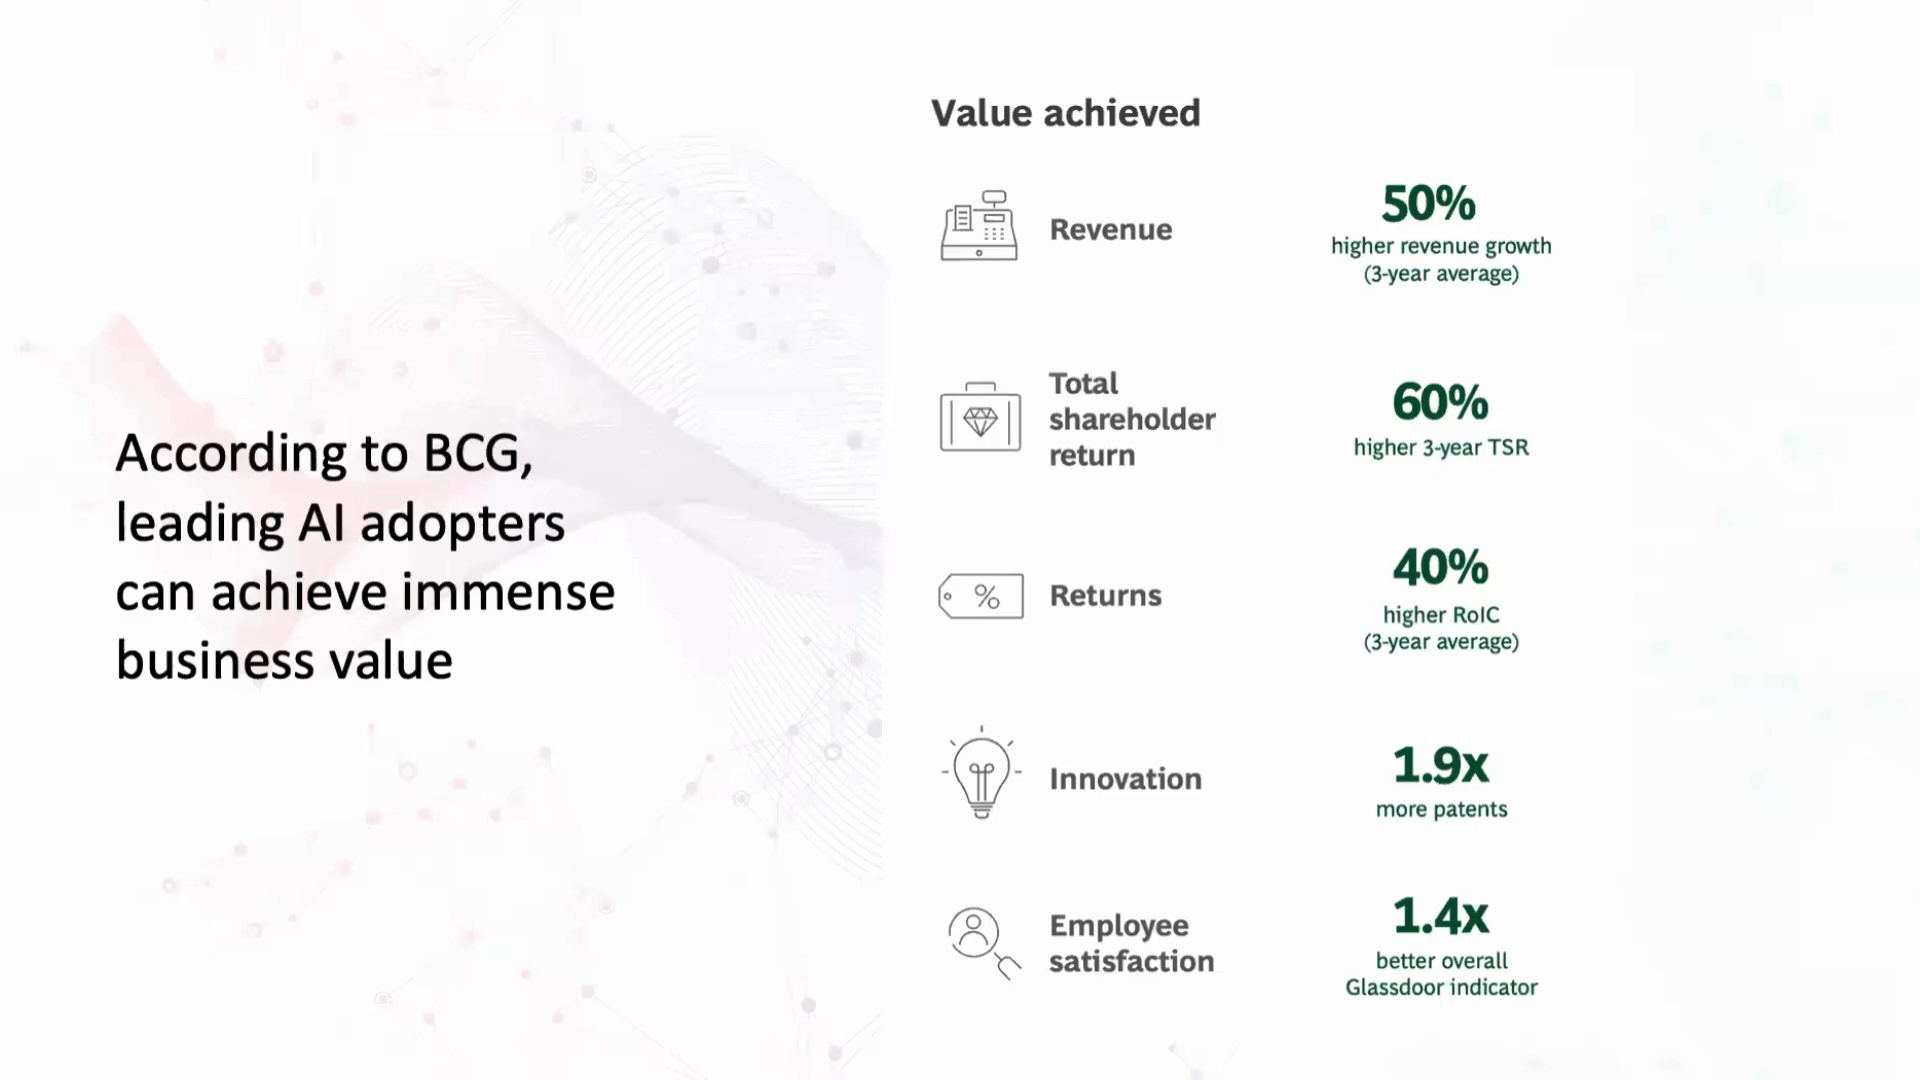 According to BCG,
leading AI adopters
can achieve immense
business value
Value achieved
Revenue
50%
higher revenue growth
(3-year average)
Total
shareholder
return
60%
higher 3-year TSR
%
Returns
40%
higher RoIC
(3-year average)
Innovation
1.9x
more patents
Employee
satisfaction
1.4x
better overall
Glassdoor indicator